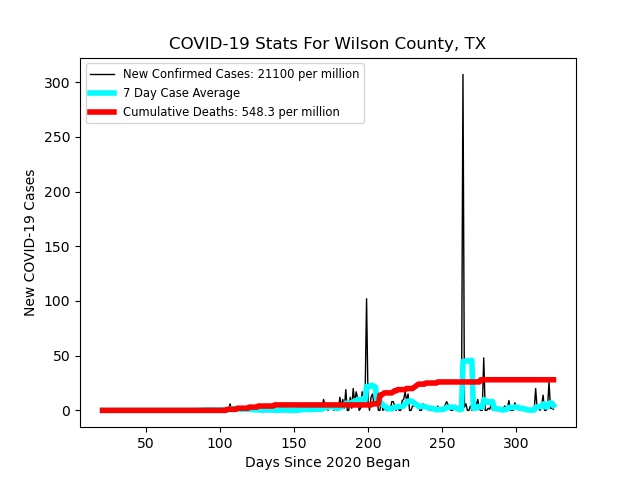 COVID-19 Stats For Wilson County, TX
New Confirmed Cases: 21100 per million
7 Day Case Average
Cumulative Deaths: 548.3 per million
New COVID-19 Cases
300
250
200
150
100
50
0
50 100 150 200 250 300
Days Since 2020 Began